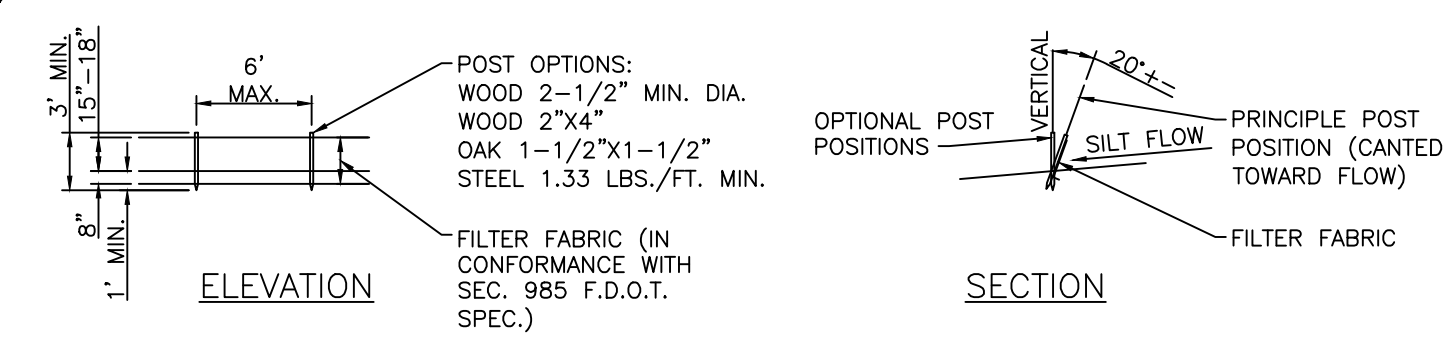 3' MIN.
15"-18"
8"
1' MIN.
6'
MAX.
POST OPTIONS:
WOOD 2-1/2" MIN. DIA.
WOOD 2"X4"
OAK 1-1/2"X1-1/2"
STEEL 1.33 LBS./FT. MIN.
FILTER FABRIC (IN
CONFORMANCE WITH
SEC. 985 F.D.O.T.
SPEC.)
ELEVATION
OPTIONAL POST
POSITIONS
VERTICAL
20°+-
SILT FLOW
PRINCIPLE POST
POSITION (CANTED
TOWARD FLOW)
FILTER FABRIC
SECTION